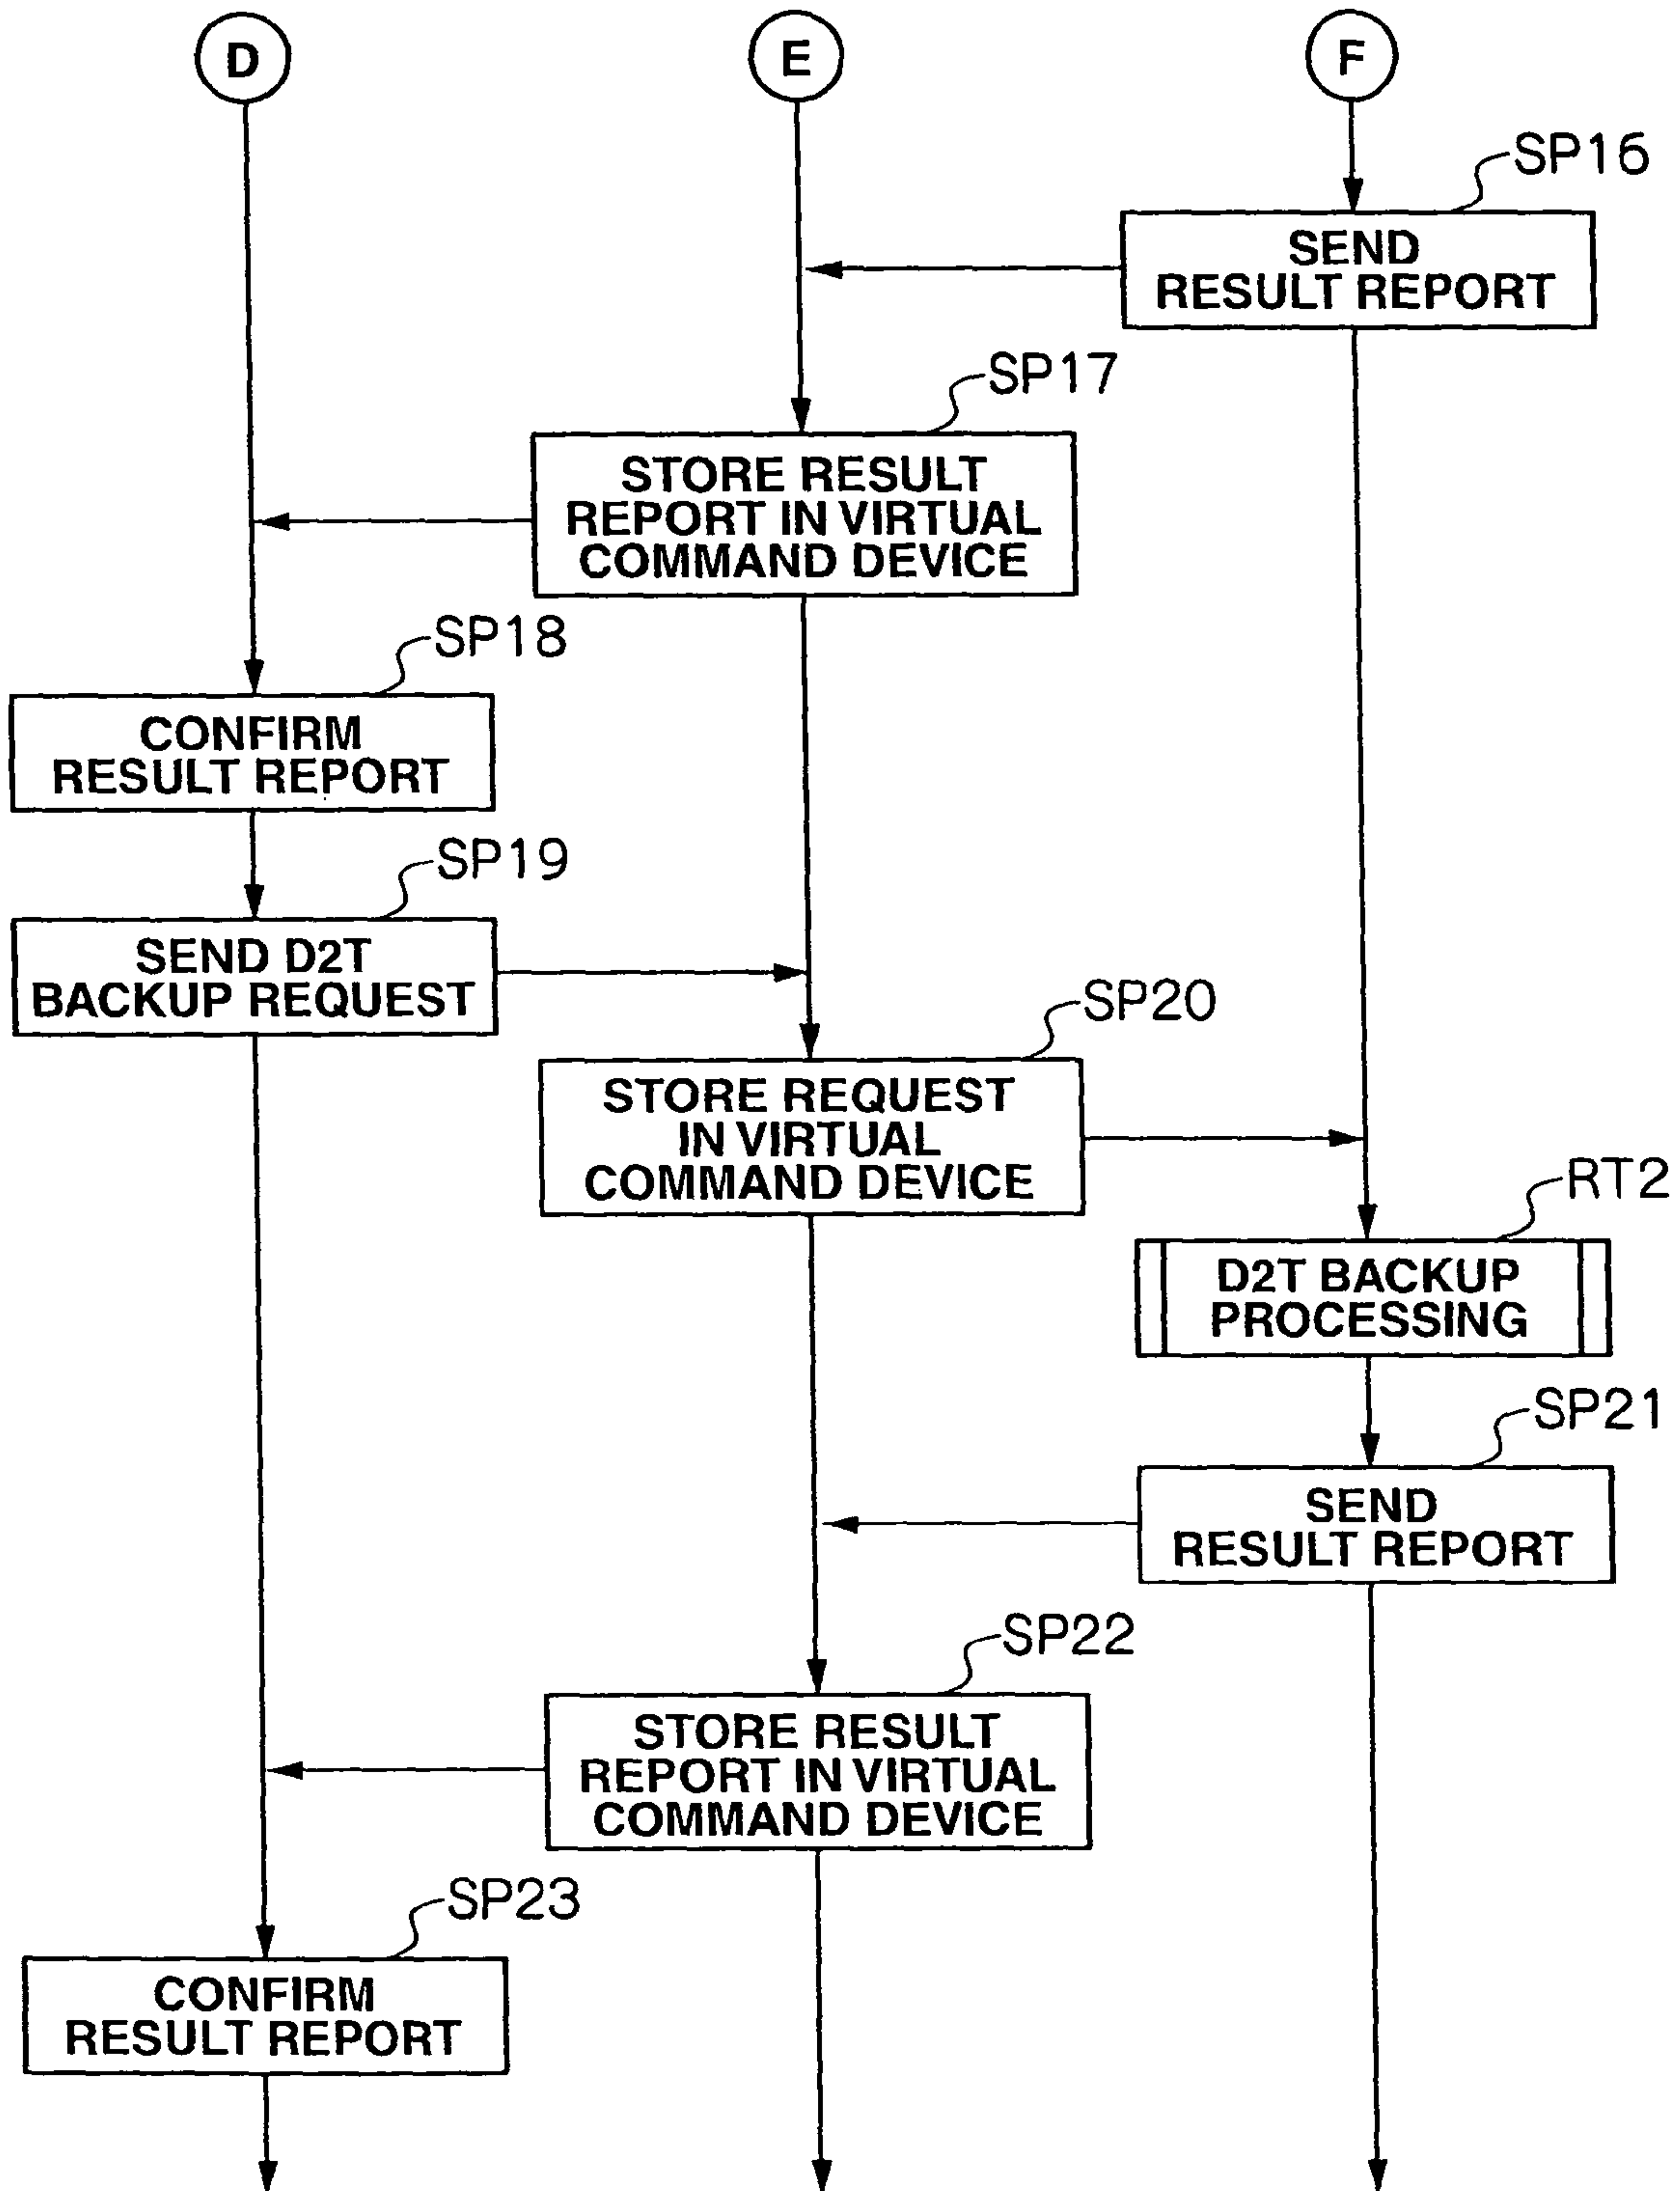 D
E
F
SP16
SEND
RESULT REPORT
SP17
STORE RESULT
REPORT IN VIRTUAL
COMMAND DEVICE
SP18
CONFIRM
RESULT REPORT
SP19
SEND D2T
BACKUP REQUEST
SP20
STORE REQUEST
IN VIRTUAL
COMMAND DEVICE
RT2
D2T BACKUP
PROCESSING
SP21
SEND
RESULT REPORT
SP22
STORE RESULT
REPORT IN VIRTUAL
COMMAND DEVICE
SP23
CONFIRM
RESULT REPORT